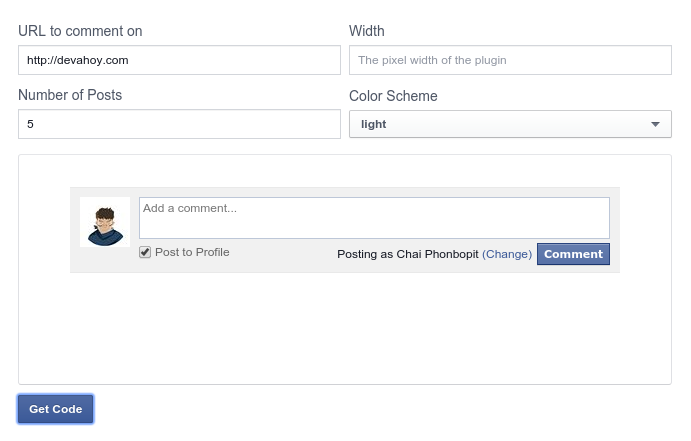 URL to comment on
Width
http://devahoy.com
The pixel width of the plugin
Number of Posts
Color Scheme
5
light
Add a comment...
Post to Profile
Posting as Chai Phonbopit (Change)
Comment
Get Code